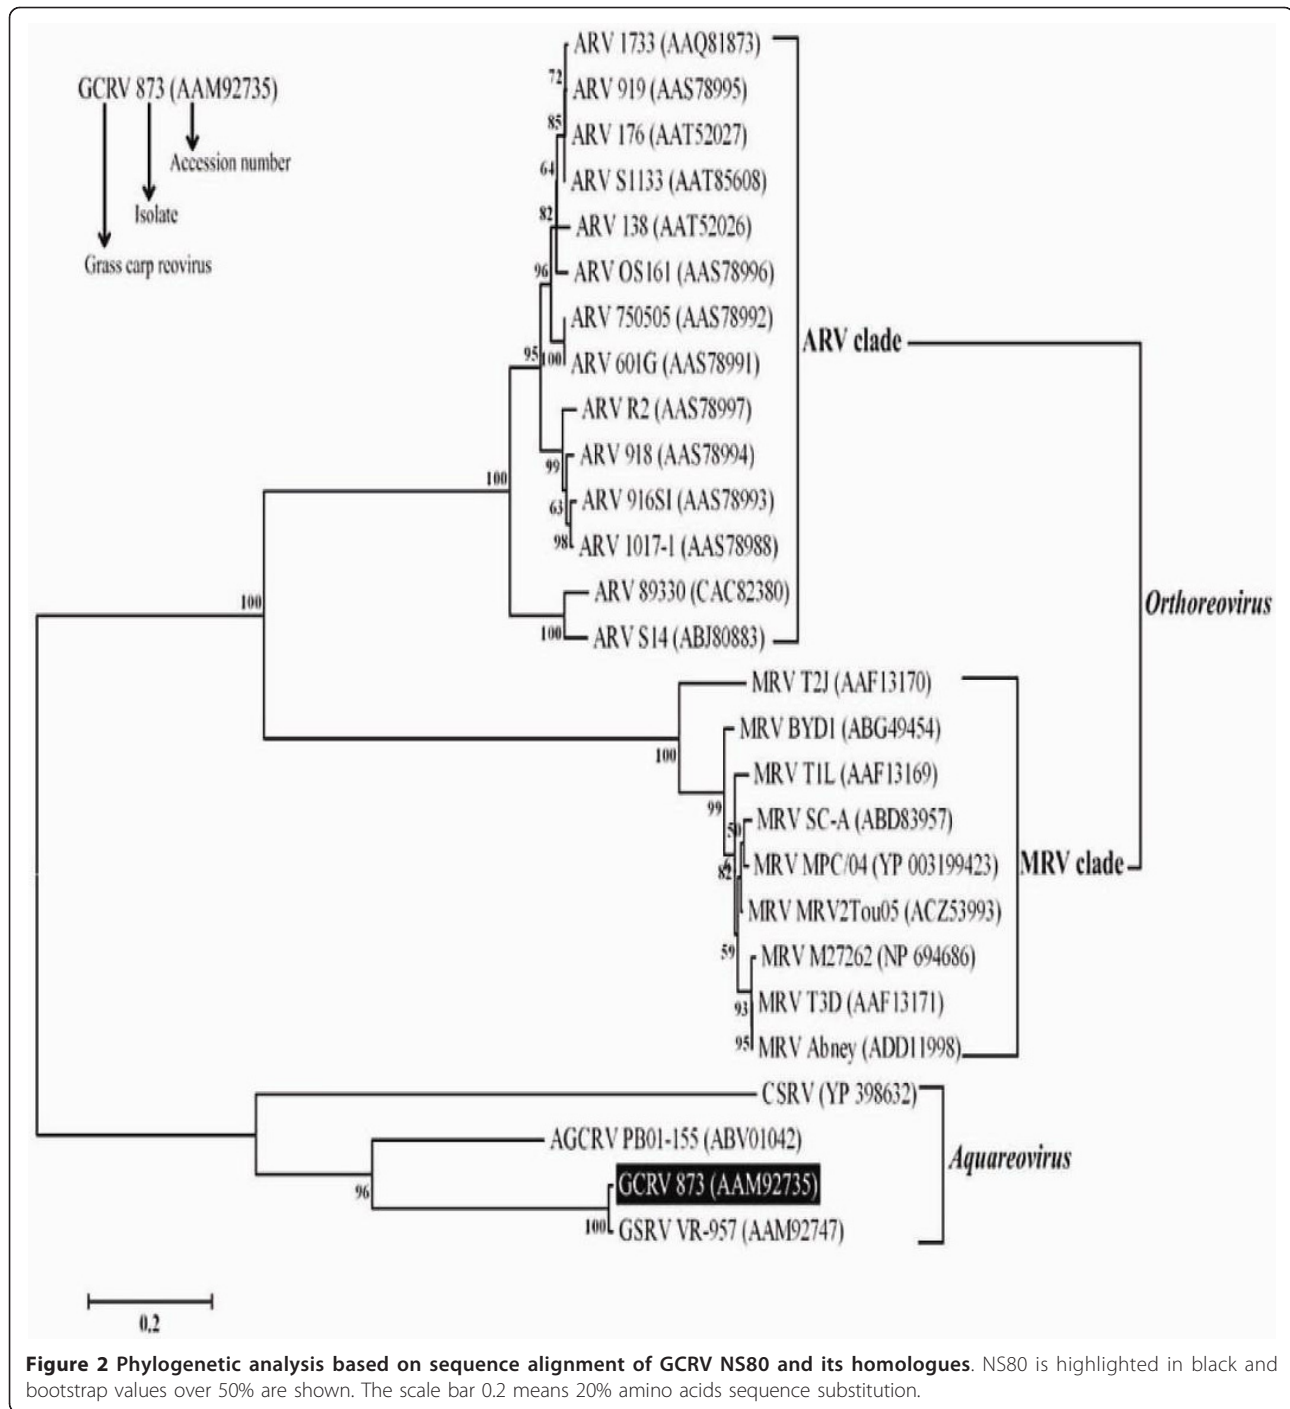 GCRV 873 (AAM92735)
Accession number
Isolate
Grass carp reovirus
ARV 1733 (AAQ81873)
72
ARV 919 (AAS78995)
85
ARV 176 (AAT52027)
64
ARV S1133 (AAT85608)
82
ARV 138 (AAT52026)
96
ARV OS161 (AAS78996)
ARV 750505 (AAS78992)
95
100
ARV 601G (AAS78991)
ARV clade
ARV R2 (AAS78997)
ARV 918 (AAS78994)
99
100
ARV 916SI (AAS78993)
63
ARV 1017-1 (AAS78988)
98
ARV 89330 (CAC82380)
100
Orthoreovirus
ARV S14 (ABJ80883)
100
MRV T2J (AAF13170)
MRV BYD1 (ABG49454)
100
MRV T1L (AAF13169)
99
MRV SC-A (ABD83957)
50
MRV MPC/04 (YP 003199423)
MRV clade
82
MRV MRV2Tou05 (ACZ53993)
59
MRV M27262 (NP 694686)
MRV T3D (AAF13171)
93
MRV Abney (ADD11998)
95
CSRV (YP 398632)
AGCRV PB01-155 (ABV01042)
Aquareovirus
GCRV 873 (AAM92735)
96
GSRV VR-957 (AAM92747)
100
0.2
Figure 2 Phylogenetic analysis based on sequence alignment of GCRV NS80 and its homologues. NS80 is highlighted in black and
bootstrap values over 50% are shown. The scale bar 0.2 means 20% amino acids sequence substitution.